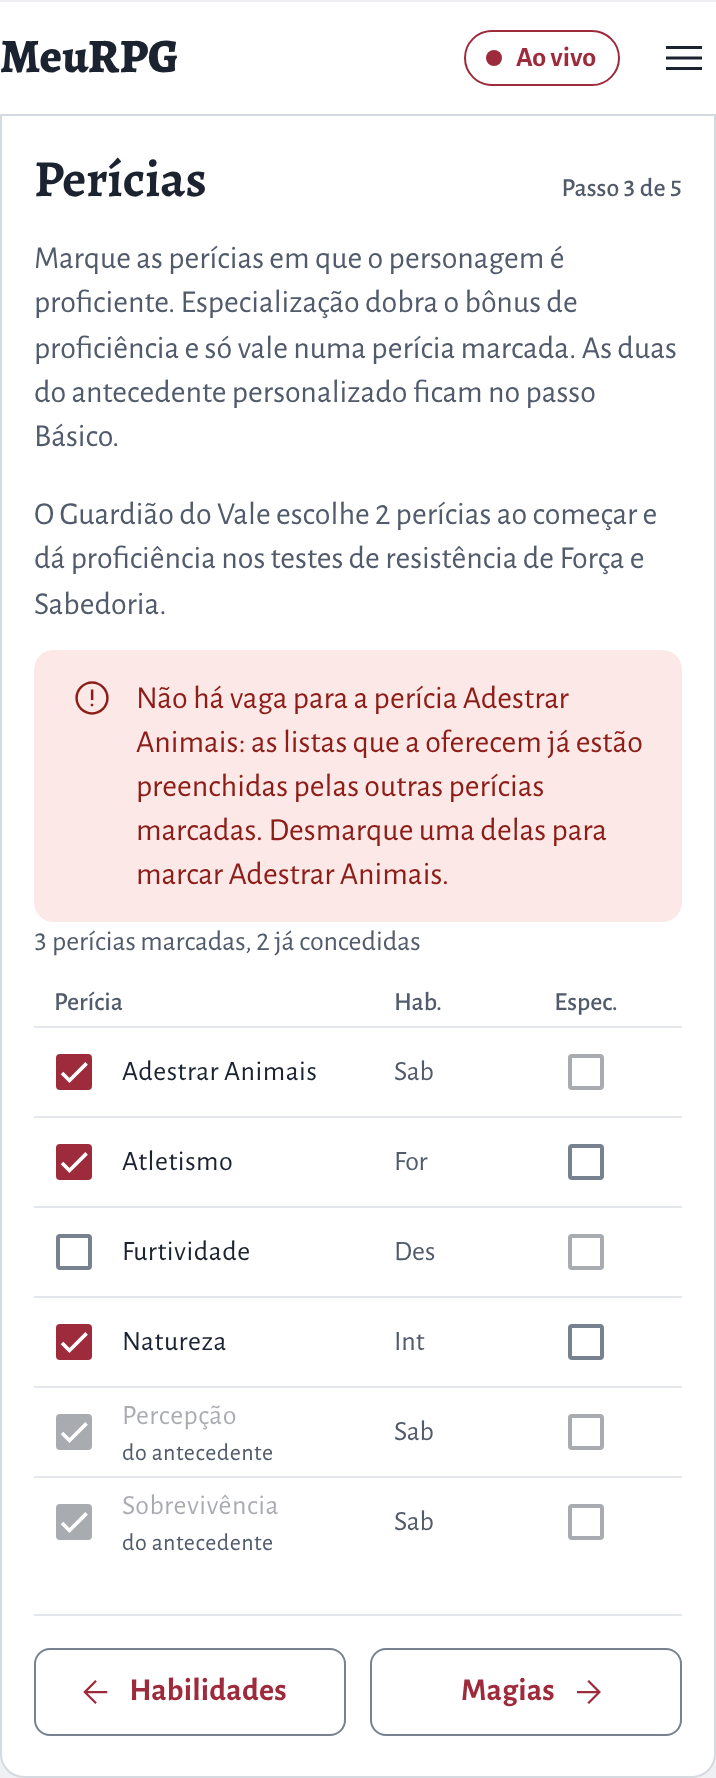 MeuRPG
Ao vivo
Perícias
Passo 3 de 5
Marque as perícias em que o personagem é
proficiente. Especialização dobra o bônus de
proficiência e só vale numa perícia marcada. As duas
do antecedente personalizado ficam no passo
Básico.
O Guardião do Vale escolhe 2 perícias ao começar e
dá proficiência nos testes de resistência de Força e
Sabedoria.
Não há vaga para a perícia Adestrar
Animais: as listas que a oferecem já estão
preenchidas pelas outras perícias
marcadas. Desmarque uma delas para
marcar Adestrar Animais.
3 perícias marcadas, 2 já concedidas
Perícia Hab. Espec.
Adestrar Animais Sab
Atletismo For
Furtividade Des
Natureza Int
Percepção
do antecedente Sab
Sobrevivência
do antecedente Sab
← Habilidades
Magias →